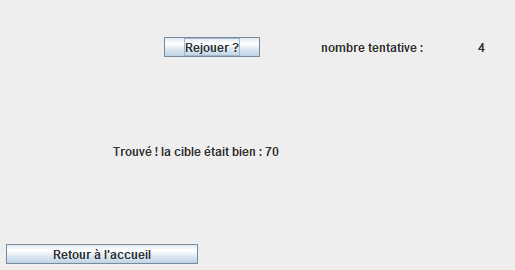 Rejouer ? nombre tentative : 4
Trouvé ! la cible était bien : 70
Retour à l'accueil